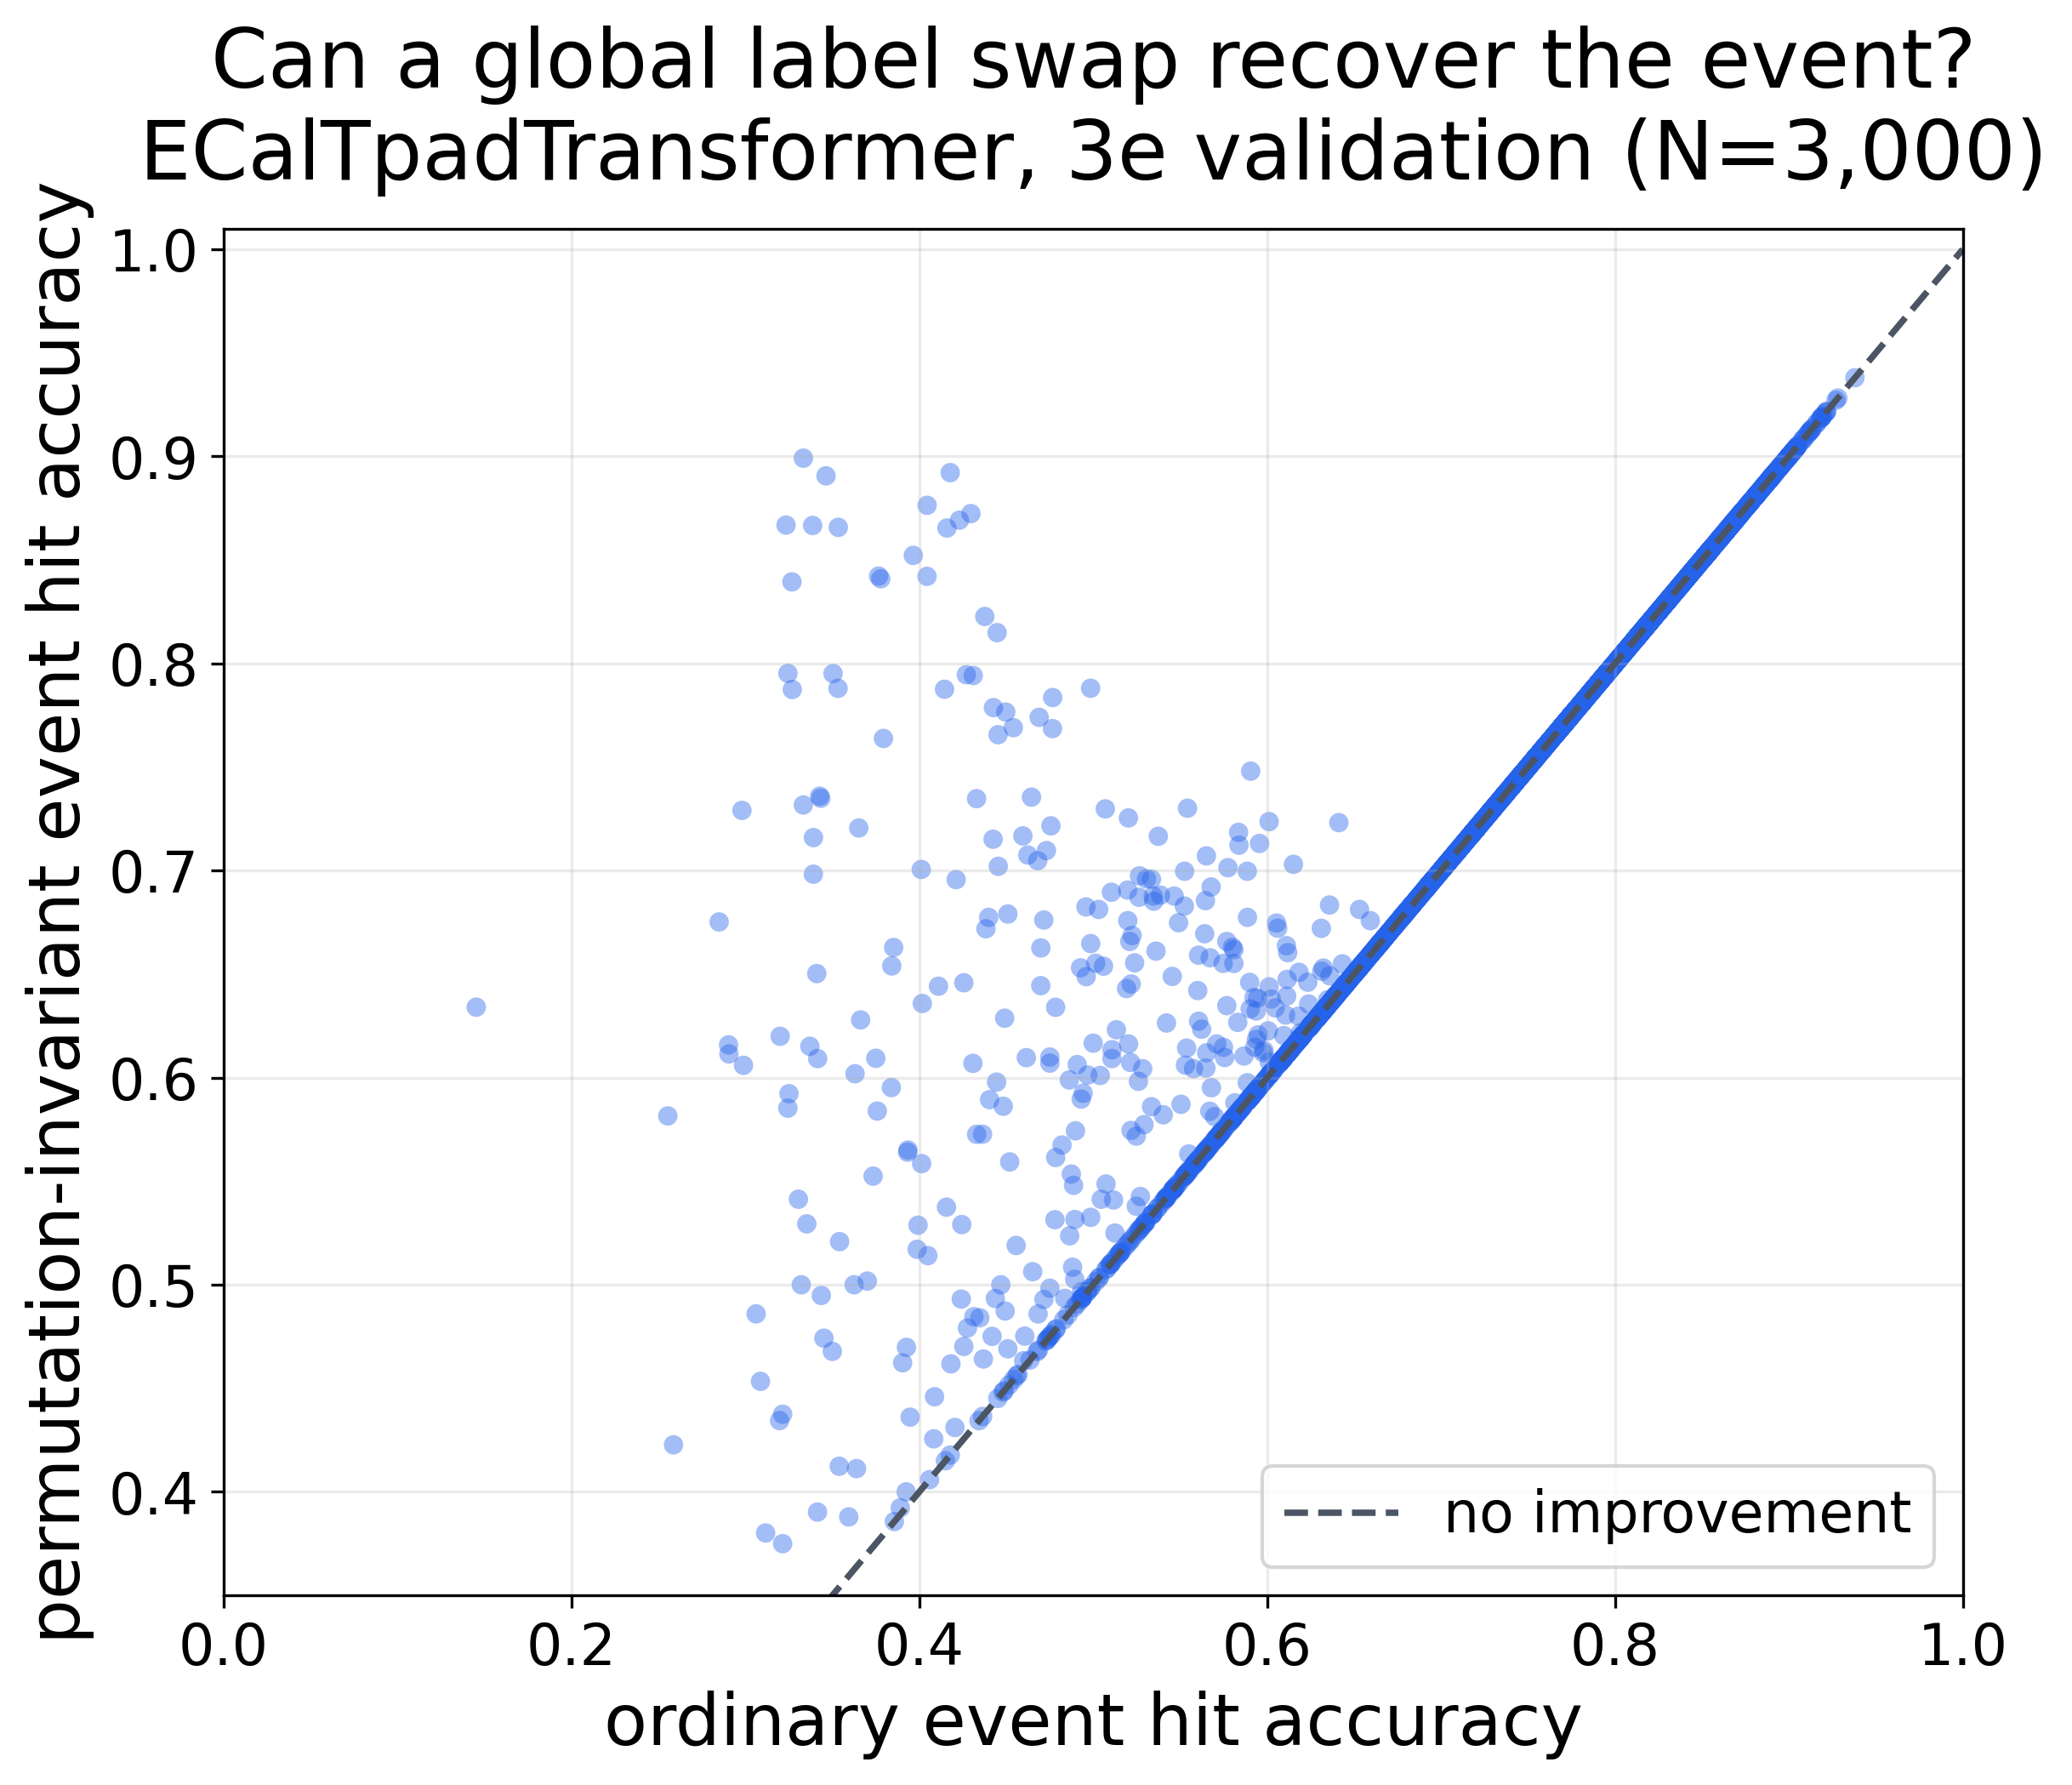 Can a global label swap recover the event?
ECalTpadTransformer, 3e validation (N=3,000)
permutation-invariant event hit accuracy
1.0
0.9
0.8
0.7
0.6
0.5
0.4
no improvement
0.0 0.2 0.4 0.6 0.8 1.0
ordinary event hit accuracy